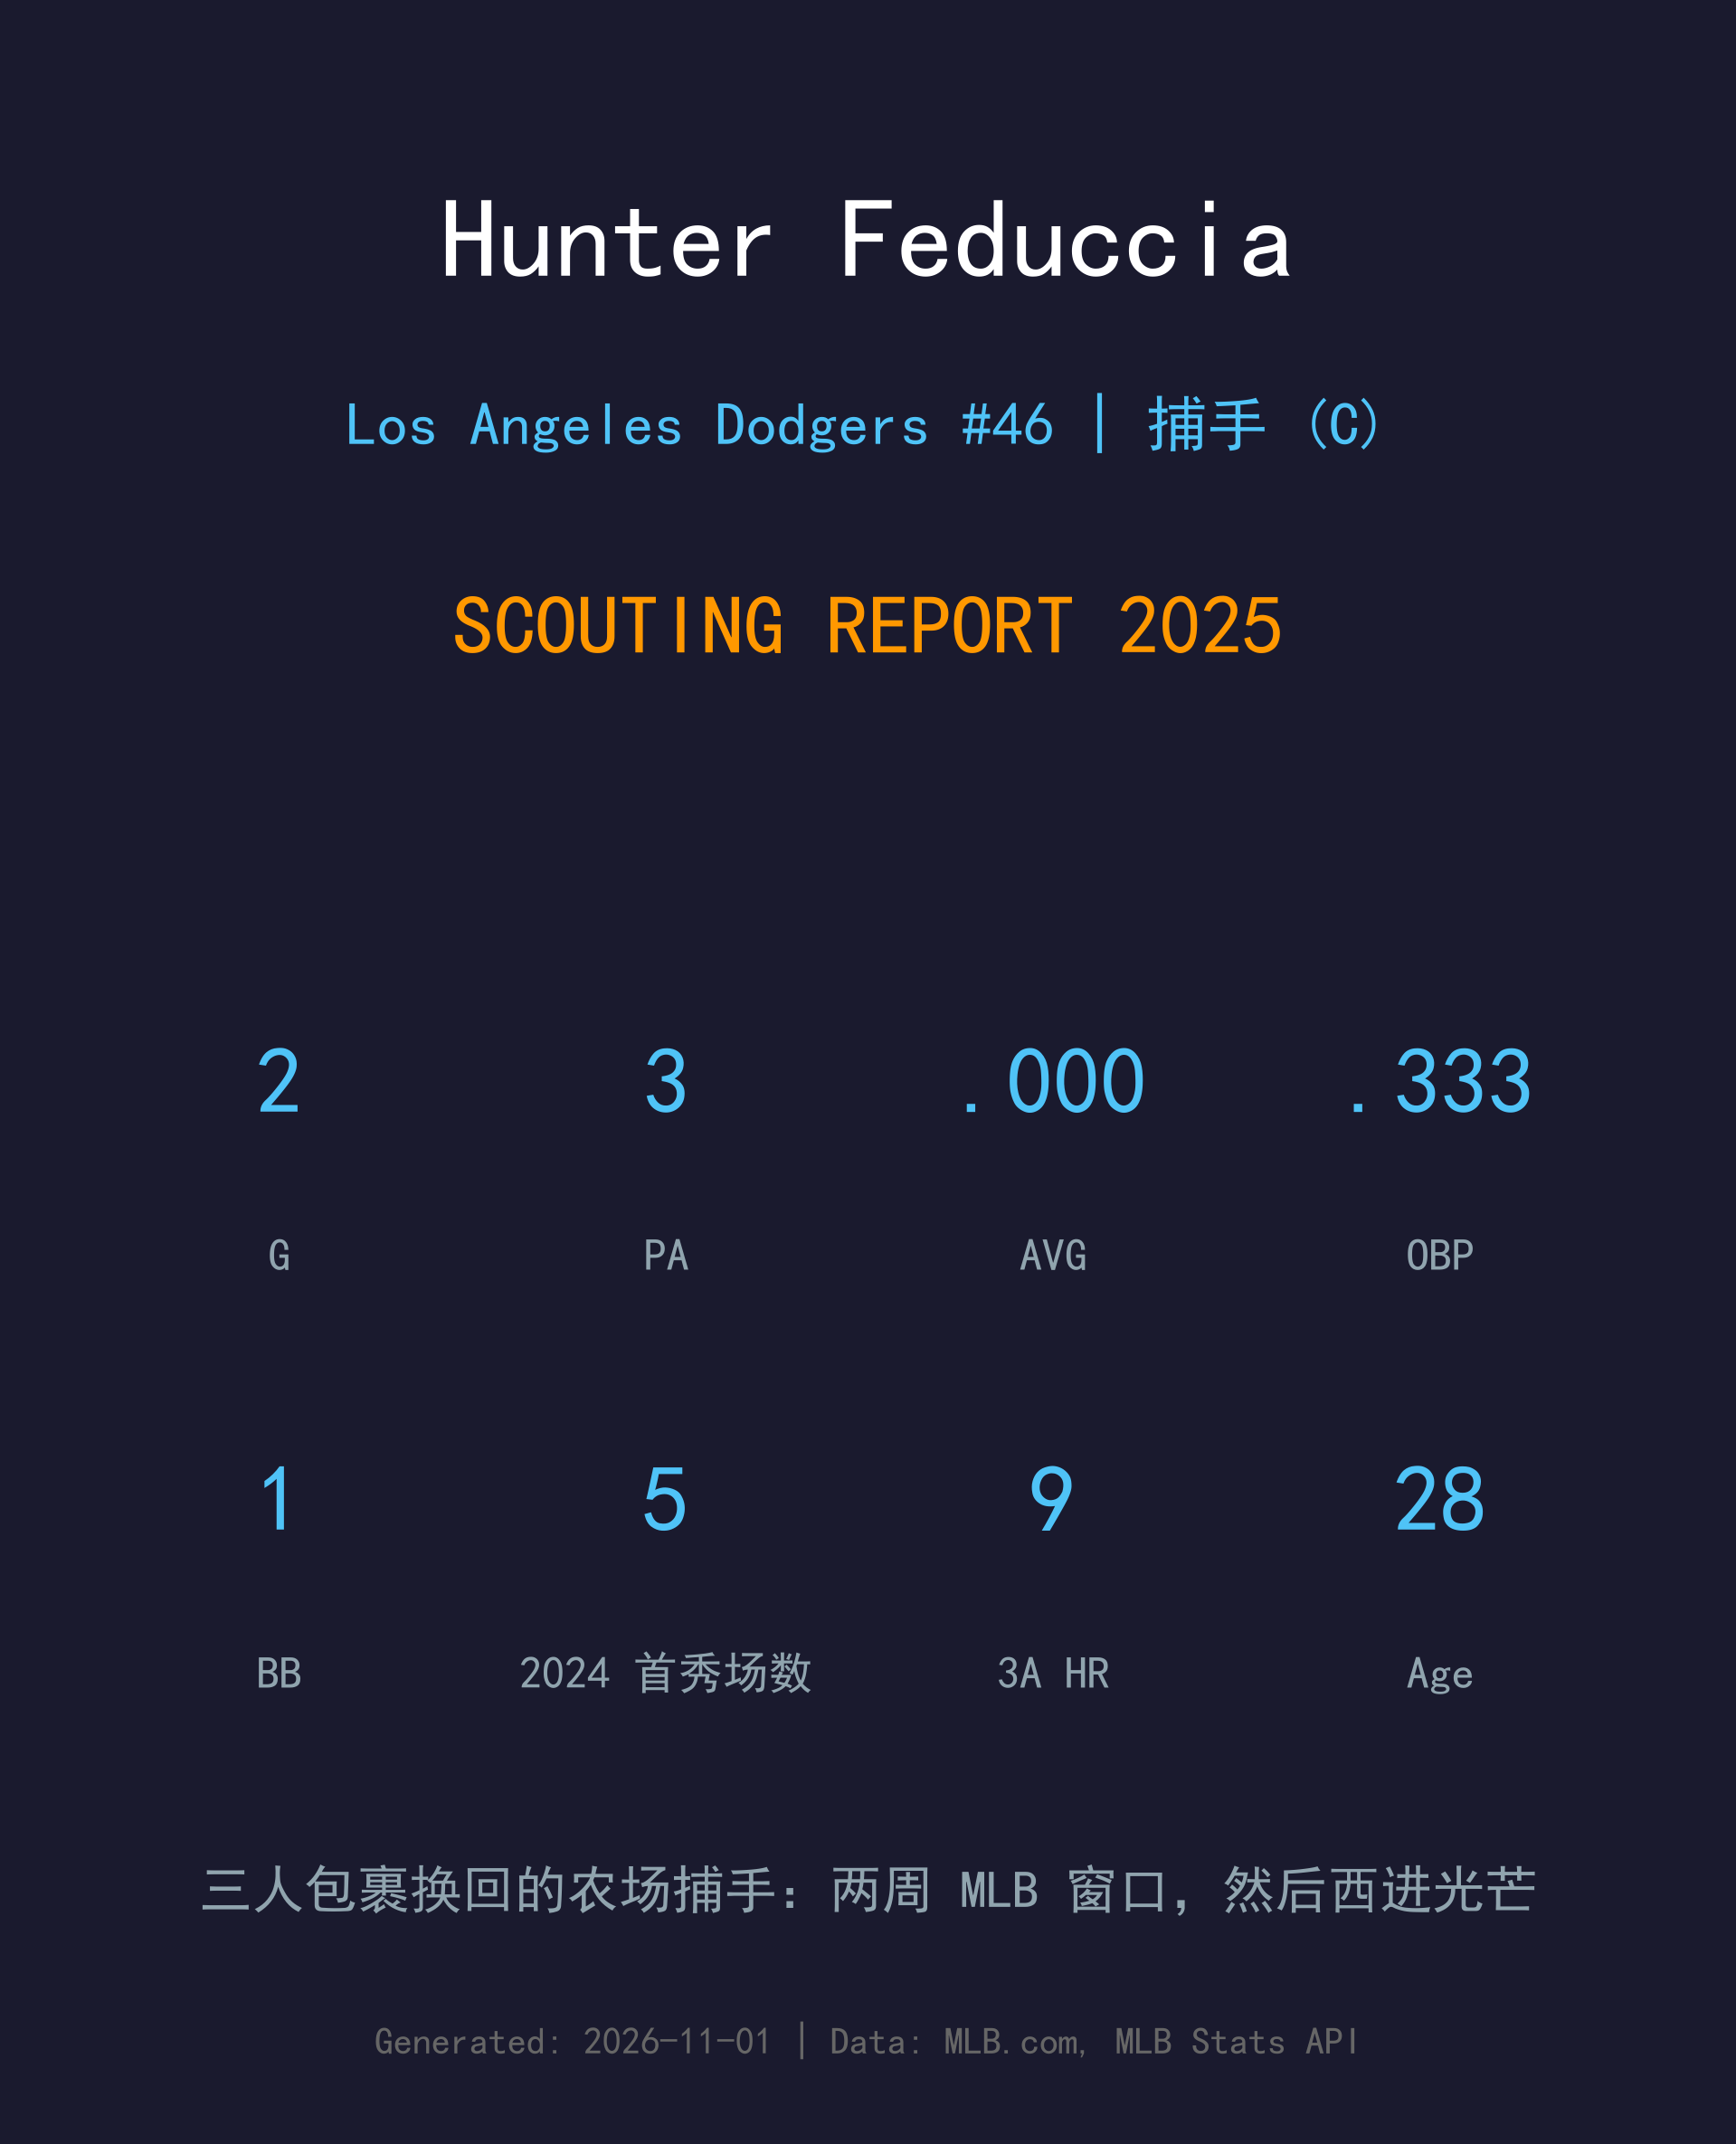 Hunter Feduccia
Los Angeles Dodgers #46 | 捕手 (C)
SCOUTING REPORT 2025
2 3 .000 .333
G PA AVG OBP
1 5 9 28
BB 2024 首秀场数 3A HR Age
三人包裹换回的农场捕手：两周 MLB 窗口，然后西进光芒
Generated: 2026-11-01 | Data: MLB.com, MLB Stats API